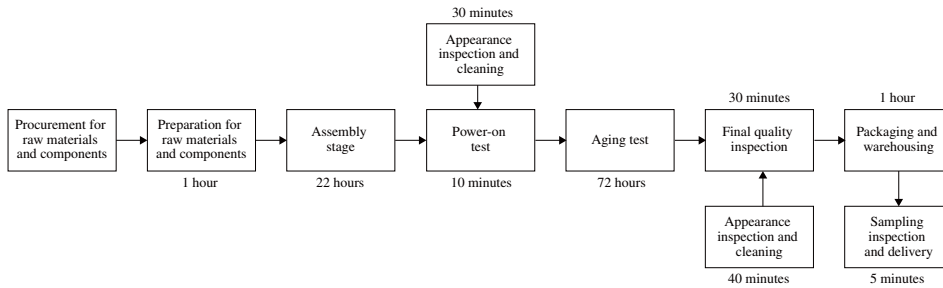 30 minutes
Appearance
inspection and
cleaning
Procurement for
raw materials
and components
Preparation for
raw materials
and components
1 hour
Assembly
stage
22 hours
Power-on
test
10 minutes
Aging test
72 hours
30 minutes
Final quality
inspection
1 hour
Packaging and
warehousing
Appearance
inspection and
cleaning
40 minutes
Sampling
inspection
and delivery
5 minutes